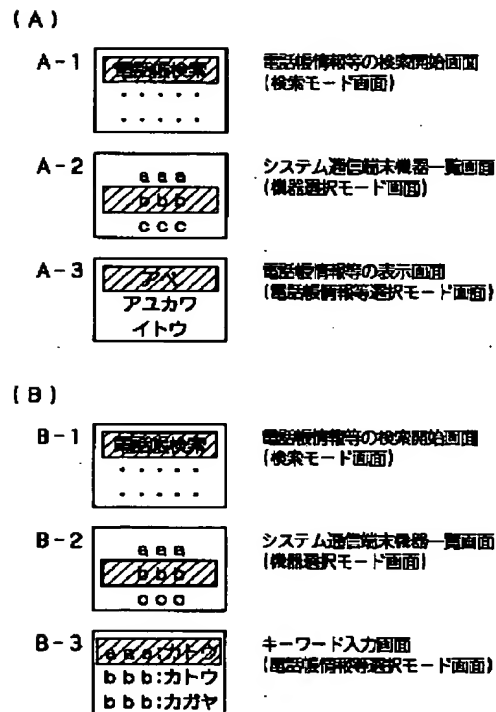 (A)
A-1
電話帳検索
電話帳情報等の検索開始画面
(検索モード画面)
A-2
aaa
bbb
ccc
システム通信端末機器一覧画面
(機器選択モード画面)
A-3
アベ
アユカワ
イトウ
電話帳情報等の表示画面
(電話帳情報等選択モード画面)
(B)
B-1
電話帳検索
電話帳情報等の検索開始画面
(検索モード画面)
B-2
aaa
bbb
ccc
システム通信端末機器一覧画面
(機器選択モード画面)
B-3
aaa:カトウ
bbb:カトウ
bbb:カガヤ
キーワード入力画面
(電話帳情報等選択モード画面)